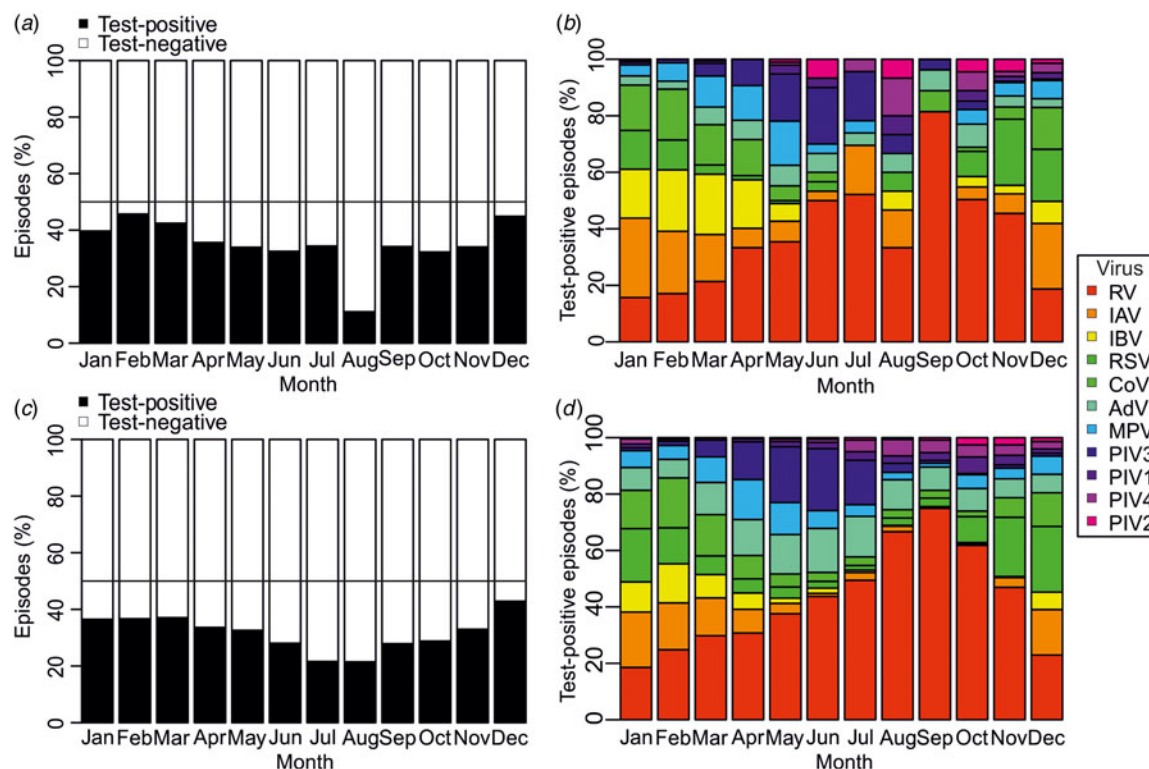 (a)
Test-positive
Test-negative
Episodes (%)
100
80
60
40
20
0
Jan Feb Mar Apr May Jun Jul Aug Sep Oct Nov Dec
Month
(b)
Test-positive episodes (%)
100
80
60
40
20
0
Jan Feb Mar Apr May Jun Jul Aug Sep Oct Nov Dec
Month
(c)
Test-positive
Test-negative
Episodes (%)
100
80
60
40
20
0
Jan Feb Mar Apr May Jun Jul Aug Sep Oct Nov Dec
Month
(d)
Test-positive episodes (%)
100
80
60
40
20
0
Jan Feb Mar Apr May Jun Jul Aug Sep Oct Nov Dec
Month
Virus
RV
IAV
IBV
RSV
CoV
AdV
MPV
PIV3
PIV1
PIV4
PIV2